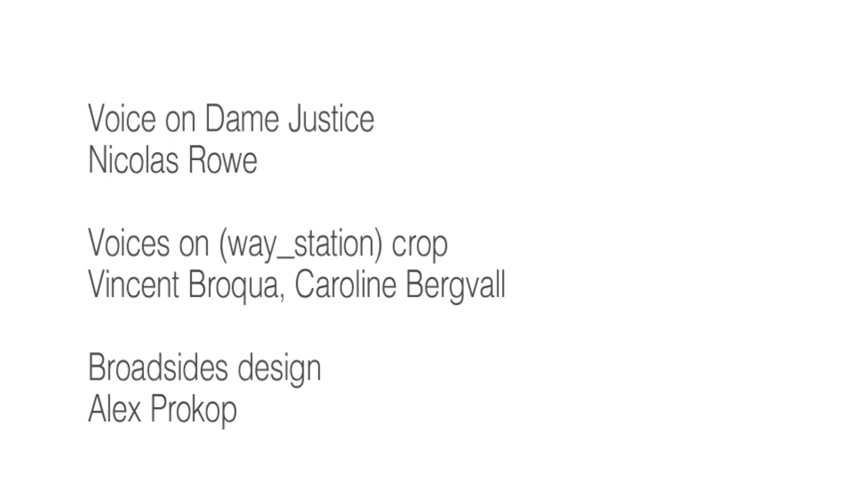 Voice on Dame Justice
Nicolas Rowe
Voices on (way_station) crop
Vincent Broqua, Caroline Bergvall
Broadsides design
Alex Prokop